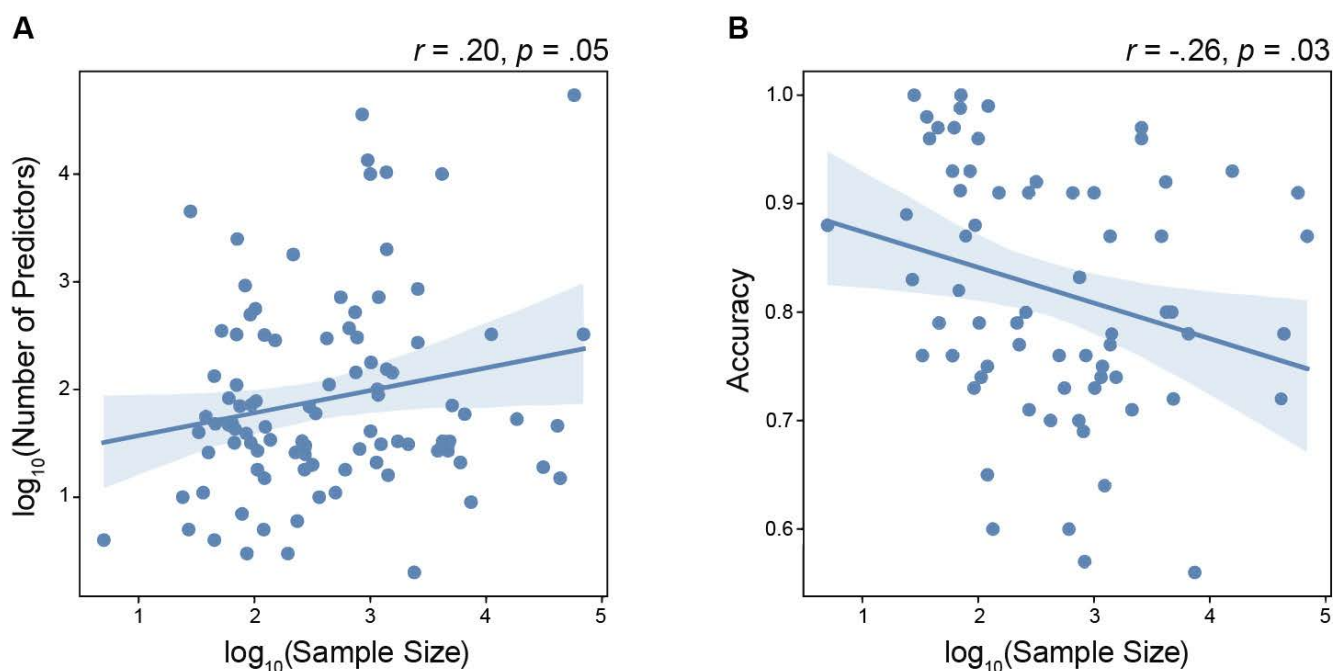 A
r = .20, p = .05
log₁₀(Number of Predictors)
4
3
2
1
1 2 3 4 5
log₁₀(Sample Size)
B
r = -.26, p = .03
Accuracy
1.0
0.9
0.8
0.7
0.6
1 2 3 4 5
log₁₀(Sample Size)